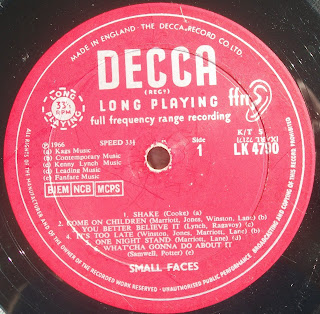 MADE IN ENGLAND. THE DECCA RECORD CO. LTD.
DECCA
(REGD)
LONG PLAYING
33⅓ RPM
LONG PLAYING
ffrr
full frequency range recording
K/T S
© 1966
SPEED 33⅓
Side
1
LK 4790
(a) Kags Music
(b) Contemporary Music
(c) Kenny Lynch Music
(d) Leeds Music
(e) Fanfare Music
BIEM NCB MCPS
1. SHAKE (Cooke) (a)
2. COME ON CHILDREN (Marriott, Jones, Winston, Lane) (b)
3. YOU BETTER BELIEVE IT (Lynch, Ragavoy) (c)
4. IT'S TOO LATE (Winston, Jones, Marriott, Lane) (b)
5. ONE NIGHT STAND (Marriott, Lane) (d)
6. WHAT'CHA GONNA DO ABOUT IT
(Samwell, Potter) (e)
SMALL FACES
ALL RIGHTS OF THE MANUFACTURER AND OF THE OWNER OF THE RECORDED WORK RESERVED. UNAUTHORISED PUBLIC PERFORMANCE, BROADCASTING AND COPYING OF THIS RECORD PROHIBITED